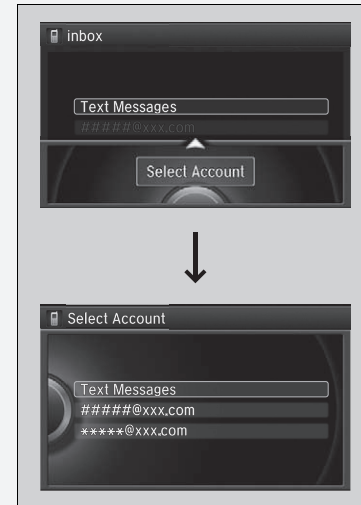 inbox
Text Messages
#####@xxx.com
Select Account
Select Account
Text Messages
#####@xxx.com
*****@xxx.com